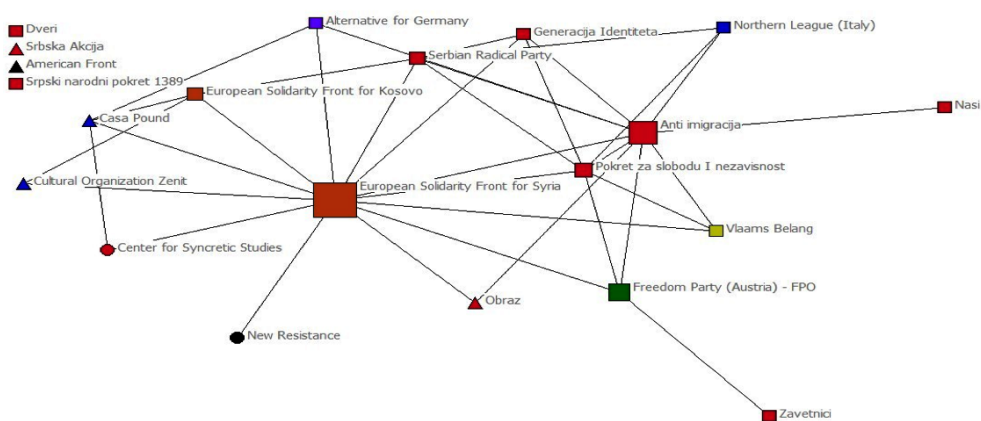 Dveri
Srbska Akcija
American Front
Srpski narodni pokret 1389
Alternative for Germany
Generacija Identiteta
Northern League (Italy)
Serbian Radical Party
European Solidarity Front for Kosovo
Casa Pound
Anti imigracija
Nasi
Pokret za slobodu I nezavisnost
Cultural Organization Zenit
European Solidarity Front for Syria
Vlaams Belang
Center for Syncretic Studies
Freedom Party (Austria) - FPO
Obraz
New Resistance
Zavetnici